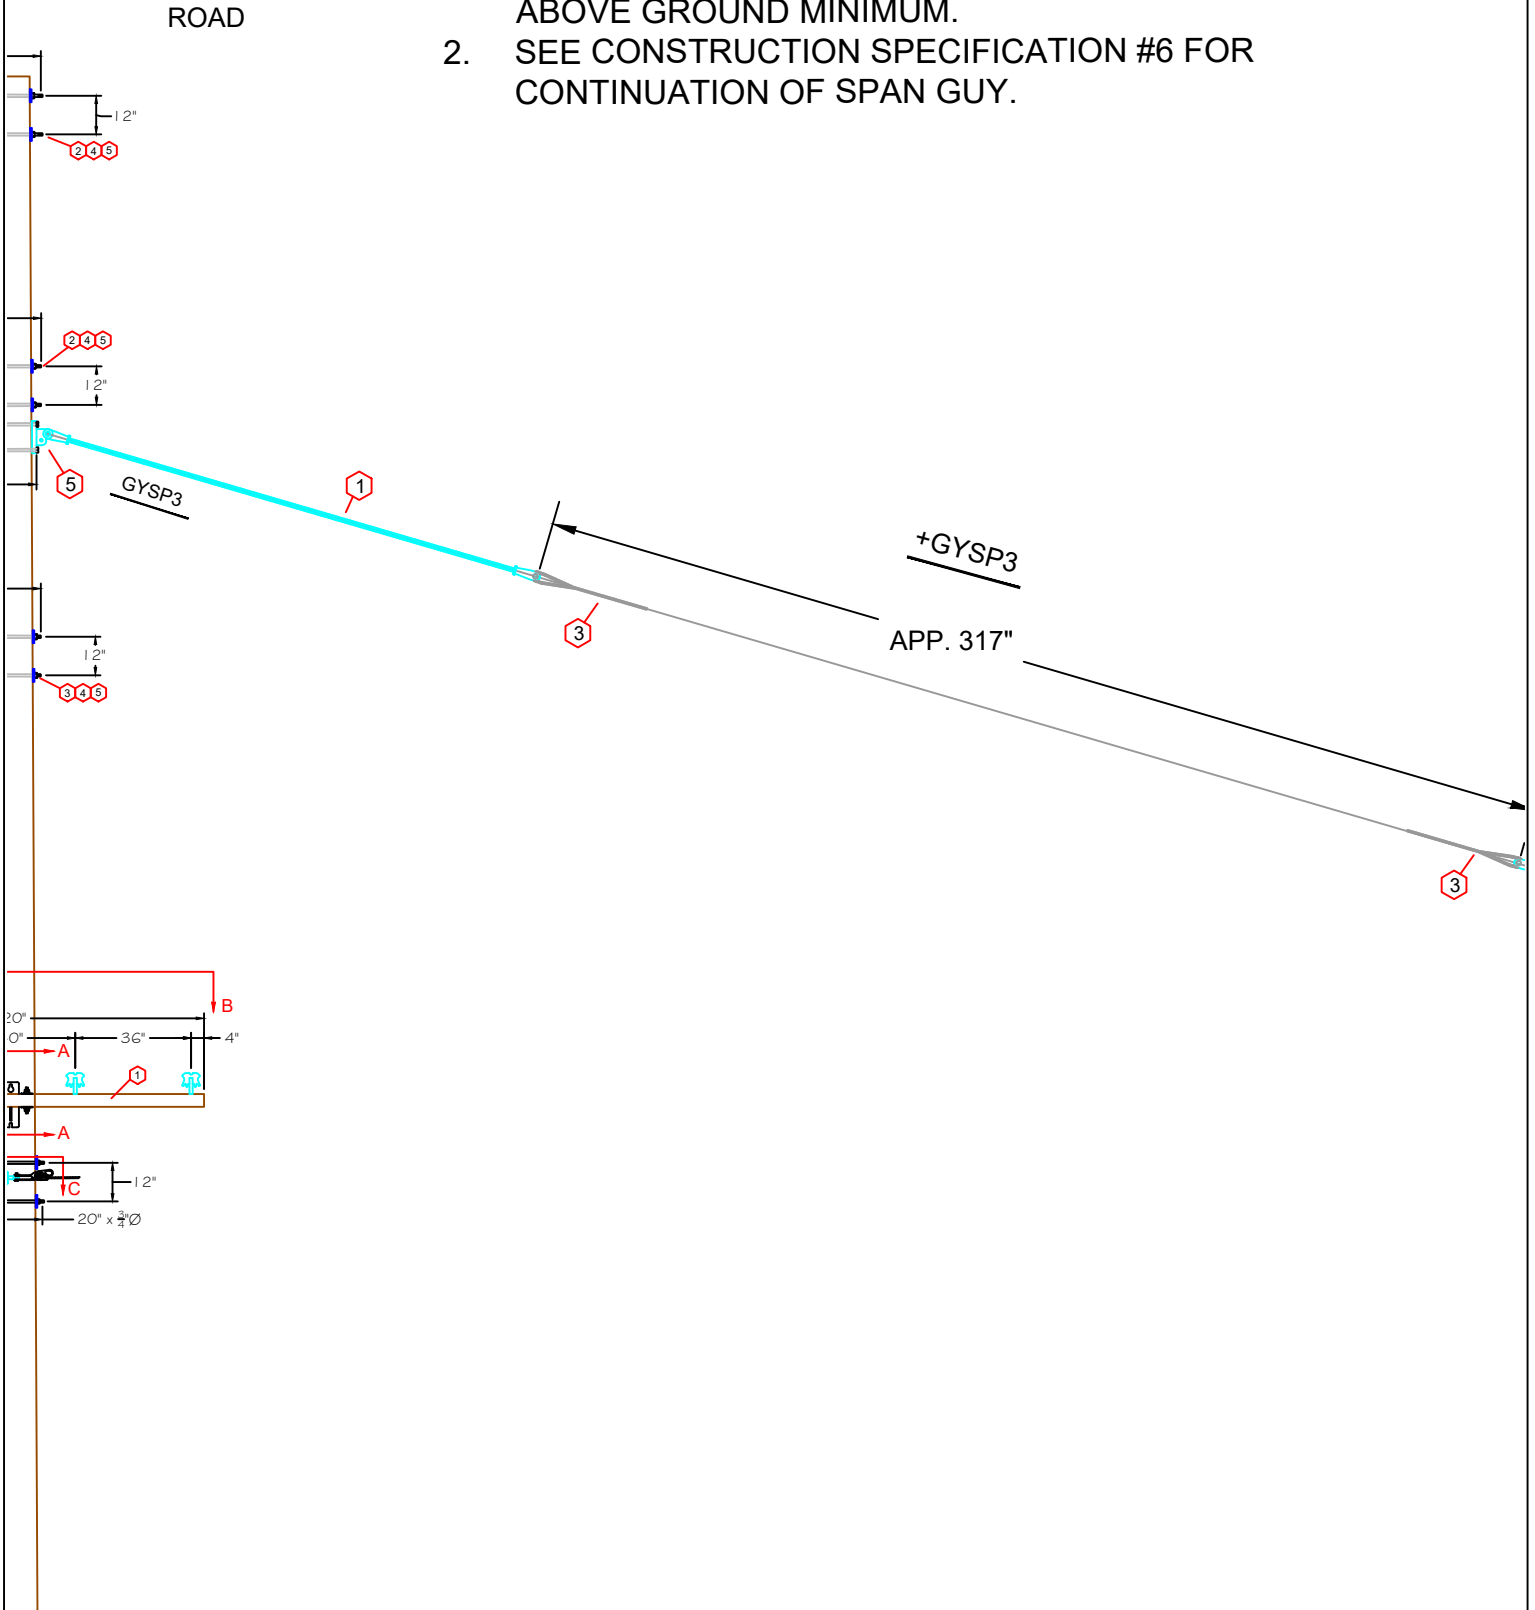 ROAD
ABOVE GROUND MINIMUM.
2. SEE CONSTRUCTION SPECIFICATION #6 FOR
CONTINUATION OF SPAN GUY.
12"
2 4 5
2 4 5
12"
5
GYSP3
1
+GYSP3
APP. 317"
3
12"
3 4 5
3
B
20"
0"
36"
4"
A
1
A
12"
C
20" x 3/4"Ø